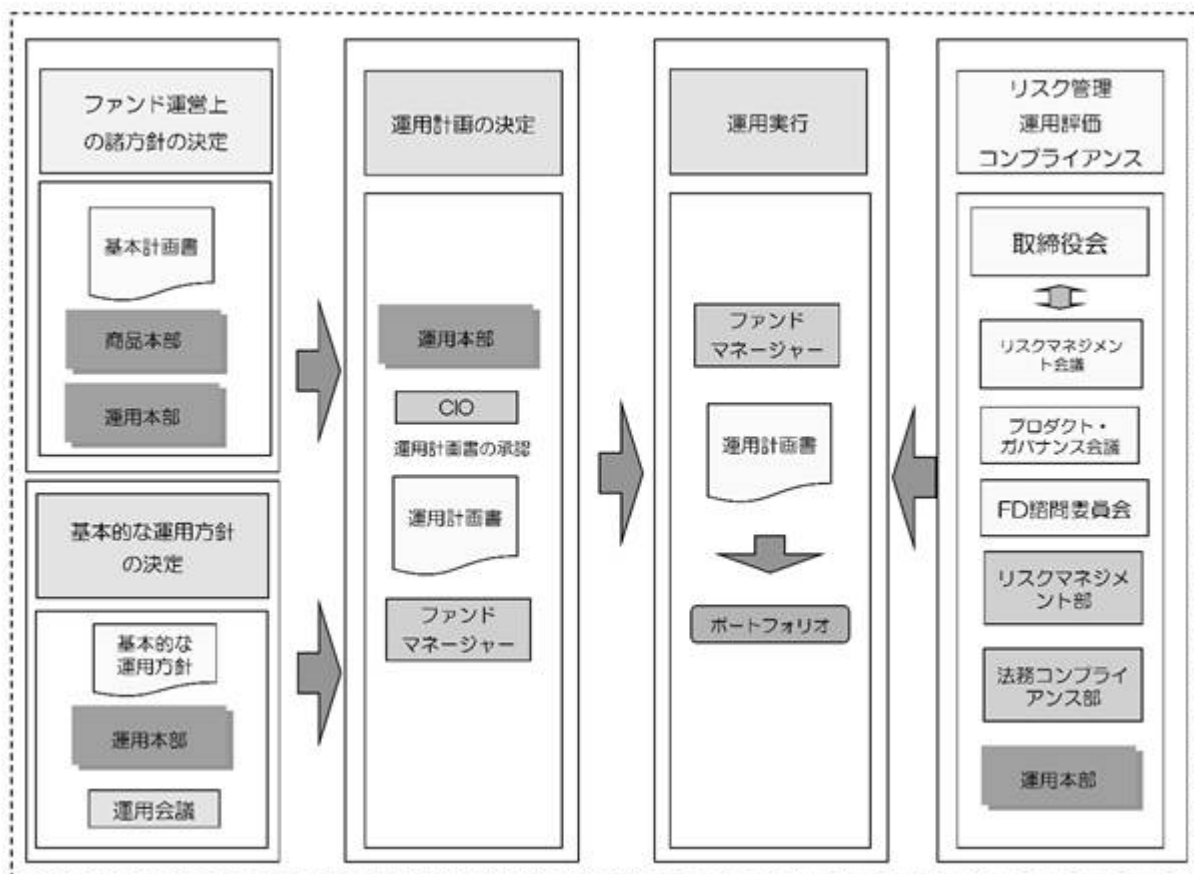 ファンド運営上
の諸方針の決定
基本計画書
商品本部
運用本部
基本的な運用方針
の決定
基本的な
運用方針
運用本部
運用会議
運用計画の決定
運用本部
CIO
運用計画書の承認
運用計画書
ファンド
マネージャー
運用実行
ファンド
マネージャー
運用計画書
ポートフォリオ
リスク管理
運用評価
コンプライアンス
取締役会
リスクマネジメン
ト会議
プロダクト・
ガバナンス会議
FD諮問委員会
リスクマネジメ
ント部
法務コンプライ
アンス部
運用本部